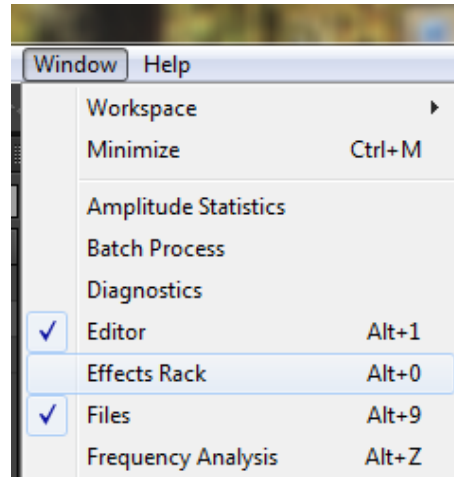 Window Help
Workspace
Minimize Ctrl+M
Amplitude Statistics
Batch Process
Diagnostics
Editor Alt+1
Effects Rack Alt+0
Files Alt+9
Frequency Analysis Alt+Z